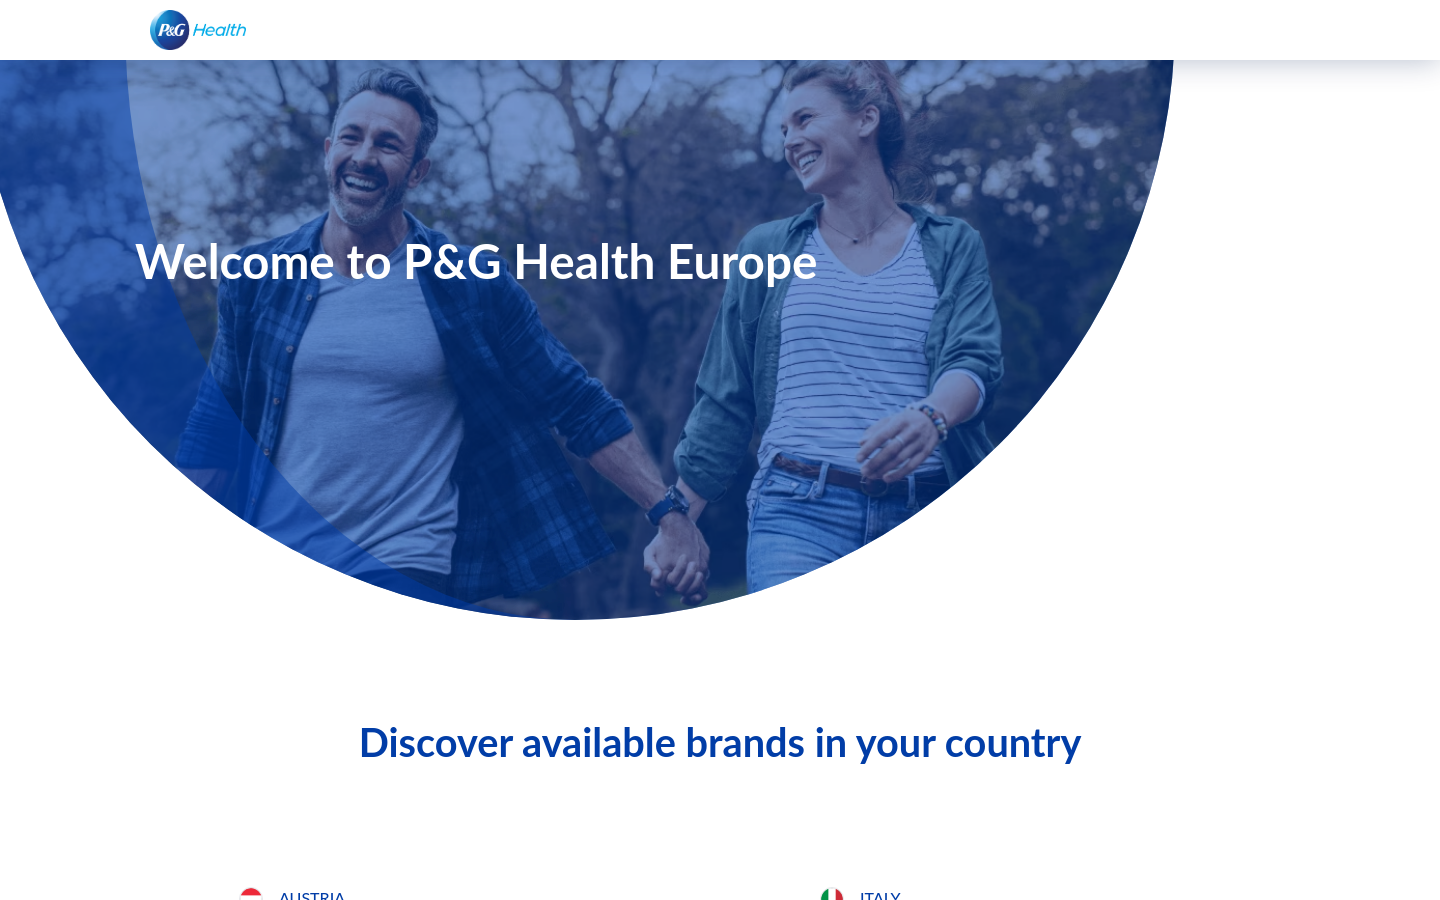 P&G Health
Welcome to P&G Health Europe
Discover available brands in your country
AUSTRIA
ITALY